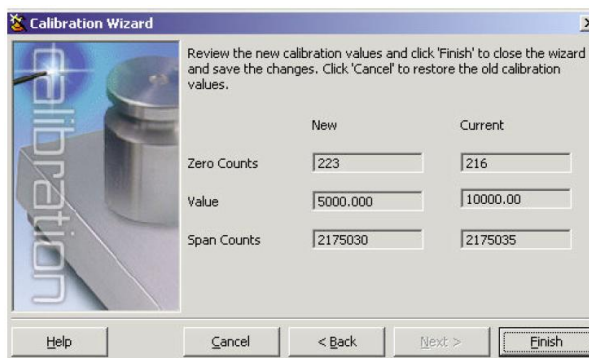 Calibration Wizard
Review the new calibration values and click 'Finish' to close the wizard
and save the changes. Click 'Cancel' to restore the old calibration
values.
calibration
New Current
Zero Counts 223 216
Value 5000.000 10000.00
Span Counts 2175030 2175035
Help Cancel < Back Next > Finish